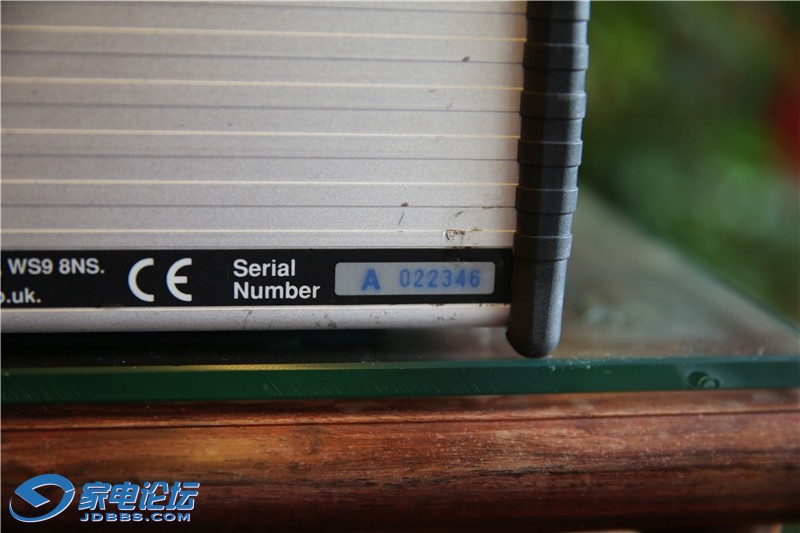 WS9 8NS.
o.uk.
CE
Serial
Number
A 022346
家电论坛
JDBBS.COM